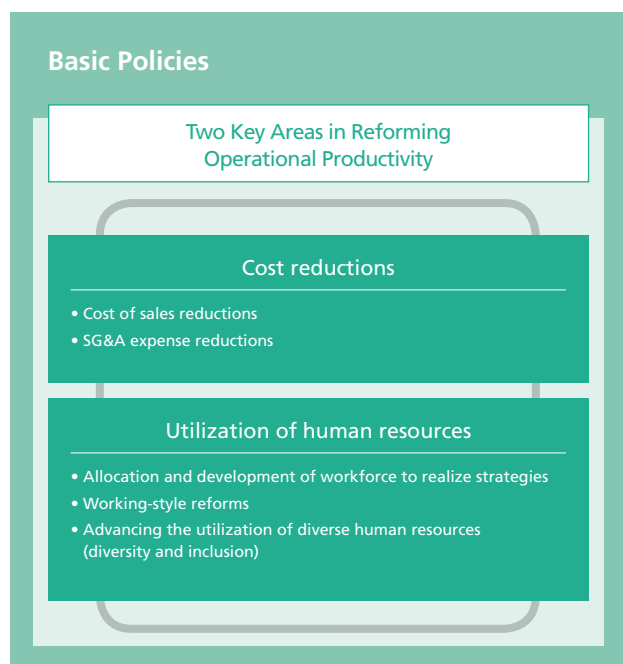 Basic Policies
Two Key Areas in Reforming
Operational Productivity
Cost reductions
• Cost of sales reductions
• SG&A expense reductions
Utilization of human resources
• Allocation and development of workforce to realize strategies
• Working-style reforms
• Advancing the utilization of diverse human resources
(diversity and inclusion)